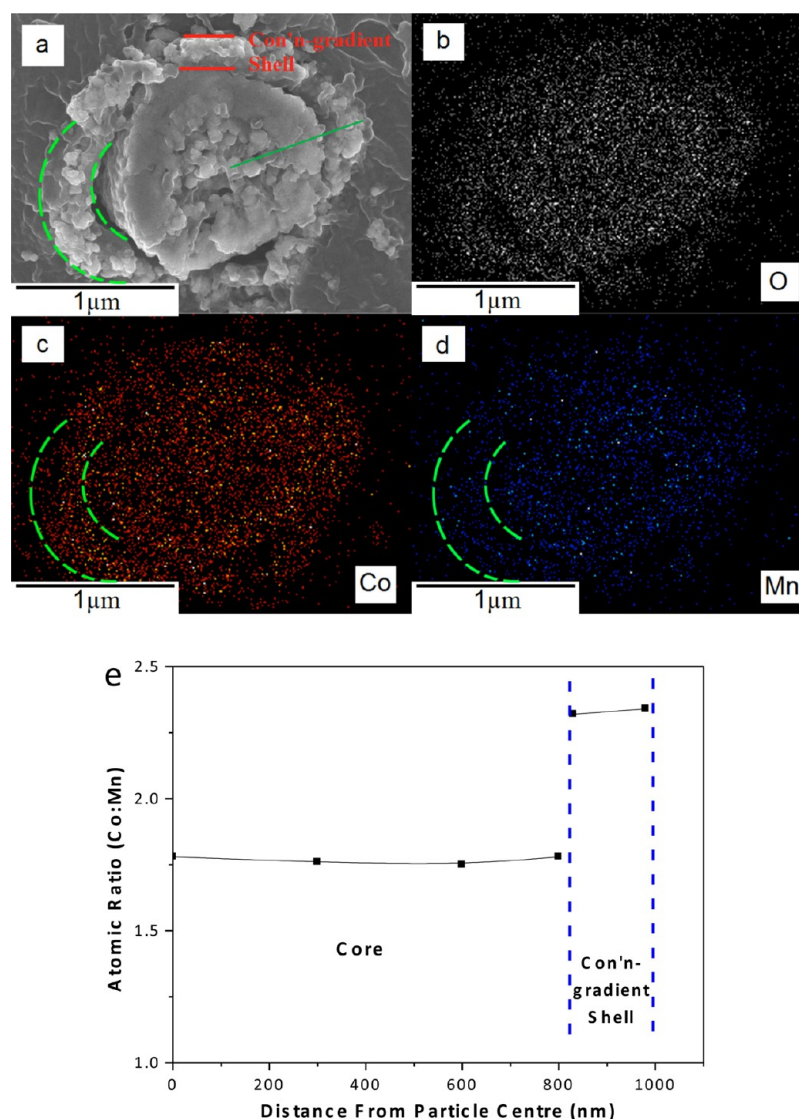 a
Con'n-gradient
Shell
1µm
b
1µm
O
c
1µm
Co
d
1µm
Mn
e
2.5
2.0
1.5
1.0
Atomic Ratio (Co:Mn)
Core
Con'n-
gradient
Shell
0
200
400
600
800
1000
Distance From Particle Centre (nm)